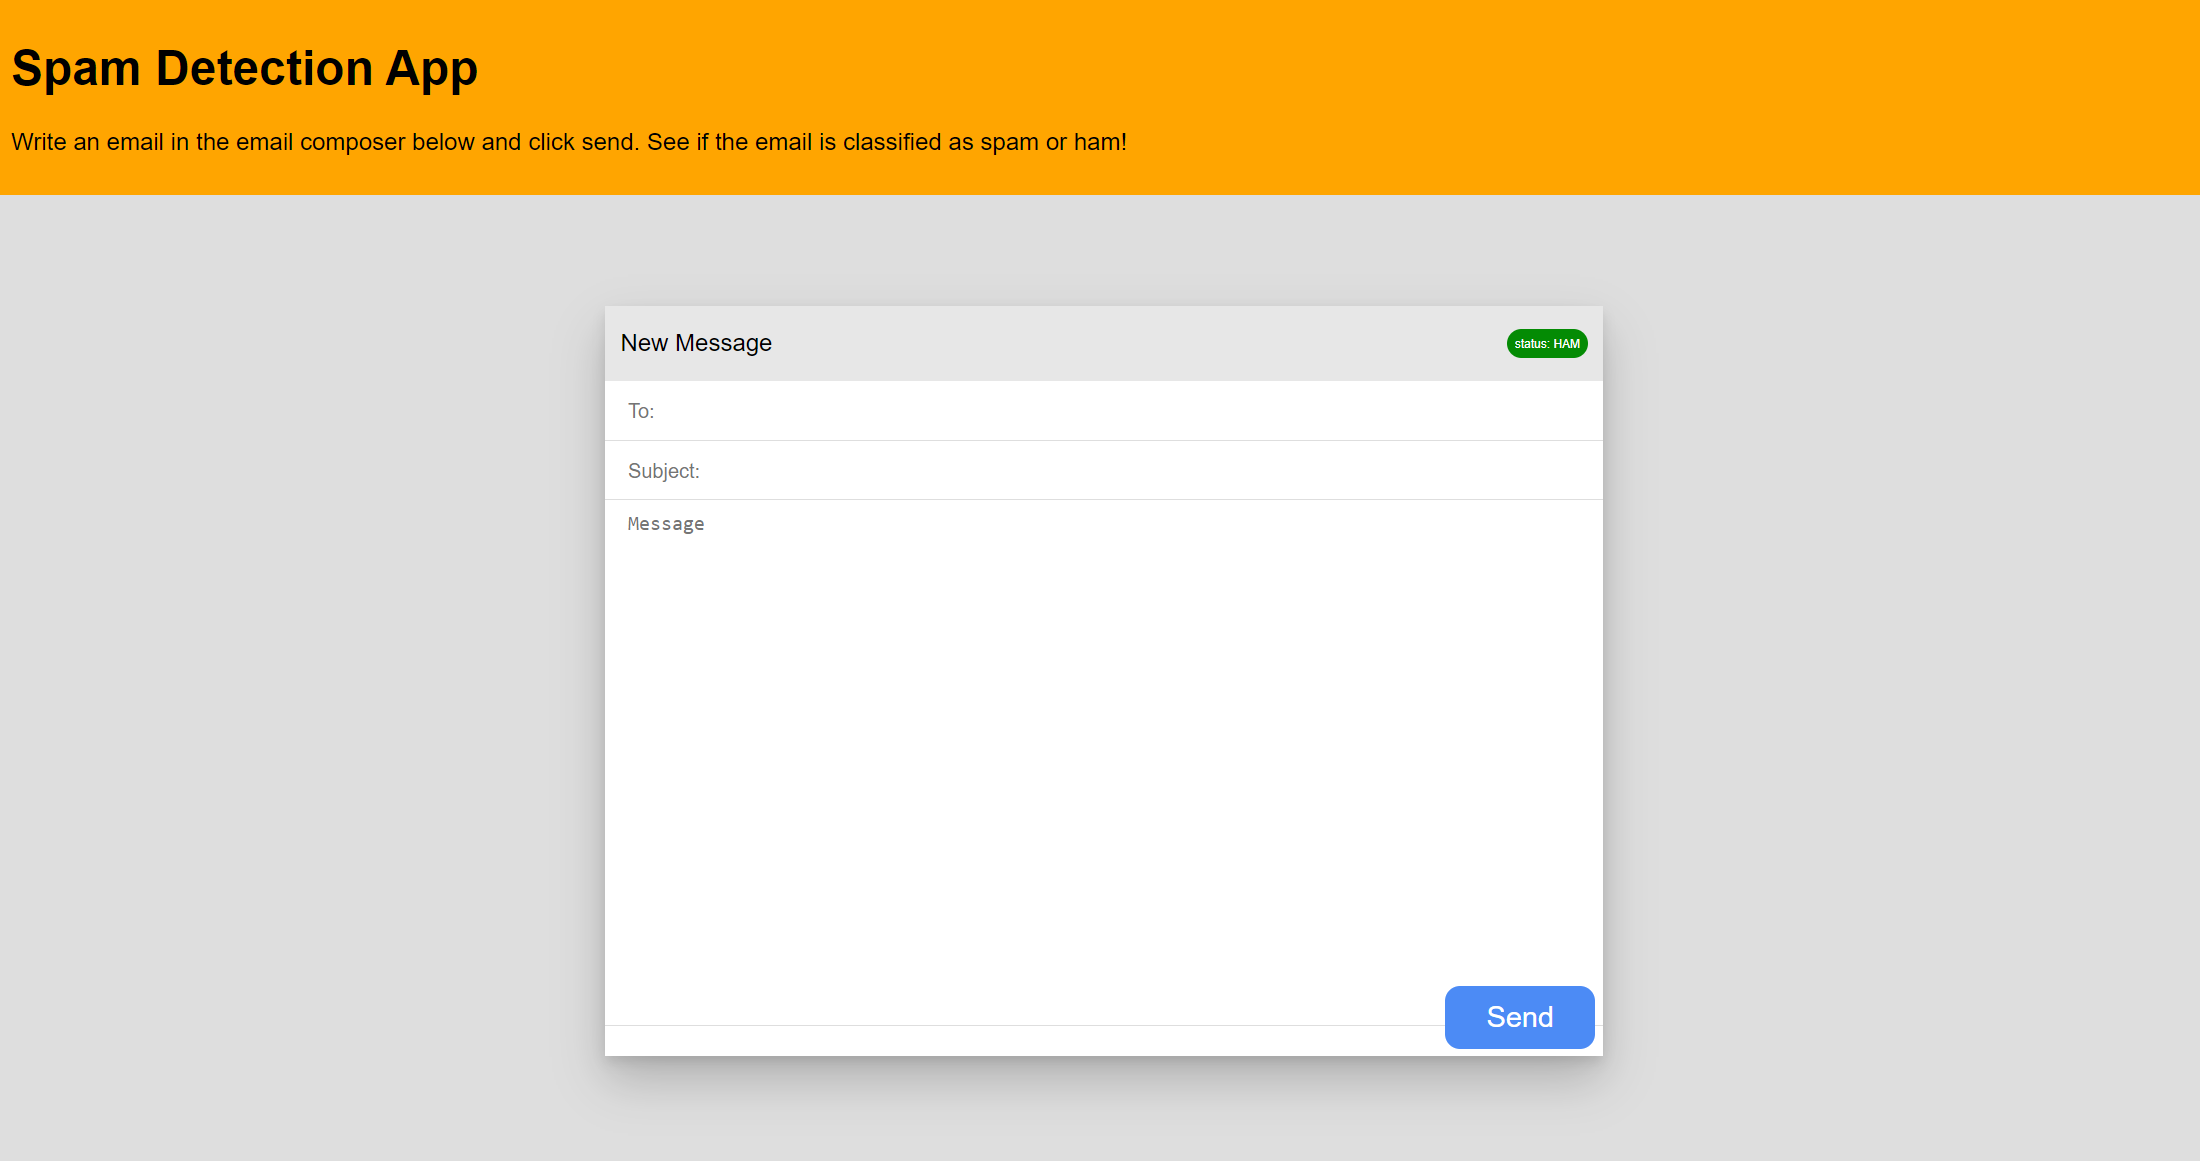 Spam Detection App
Write an email in the email composer below and click send. See if the email is classified as spam or ham!
New Message
status: HAM
To:
Subject:
Message
Send